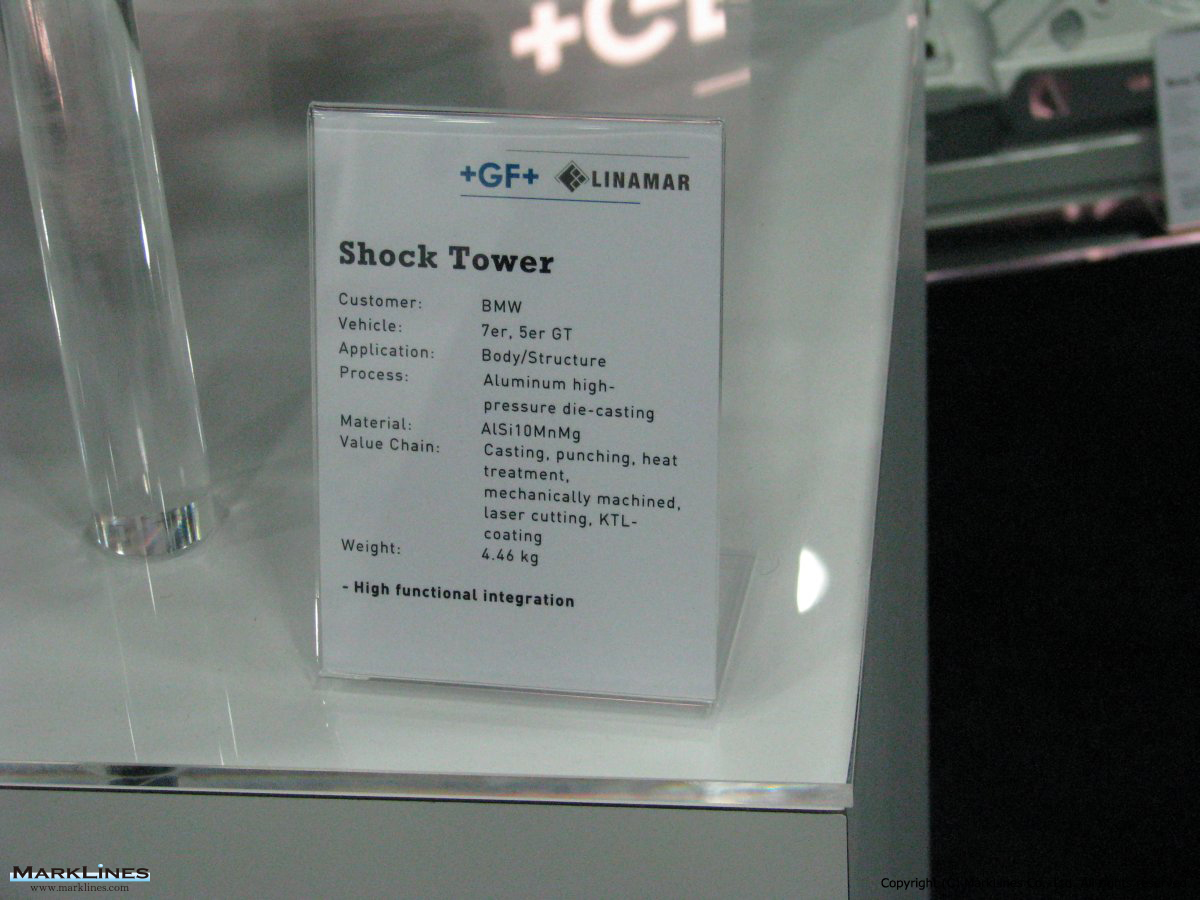 +GF+ LINAMAR
Shock Tower
Customer: BMW
Vehicle: 7er, 5er GT
Application: Body/Structure
Process: Aluminum high-
pressure die-casting
Material: AlSi10MnMg
Value Chain: Casting, punching, heat
treatment,
mechanically machined,
laser cutting, KTL-
coating
Weight: 4.46 kg
- High functional integration
MARKLINES
www.marklines.com
Copyright